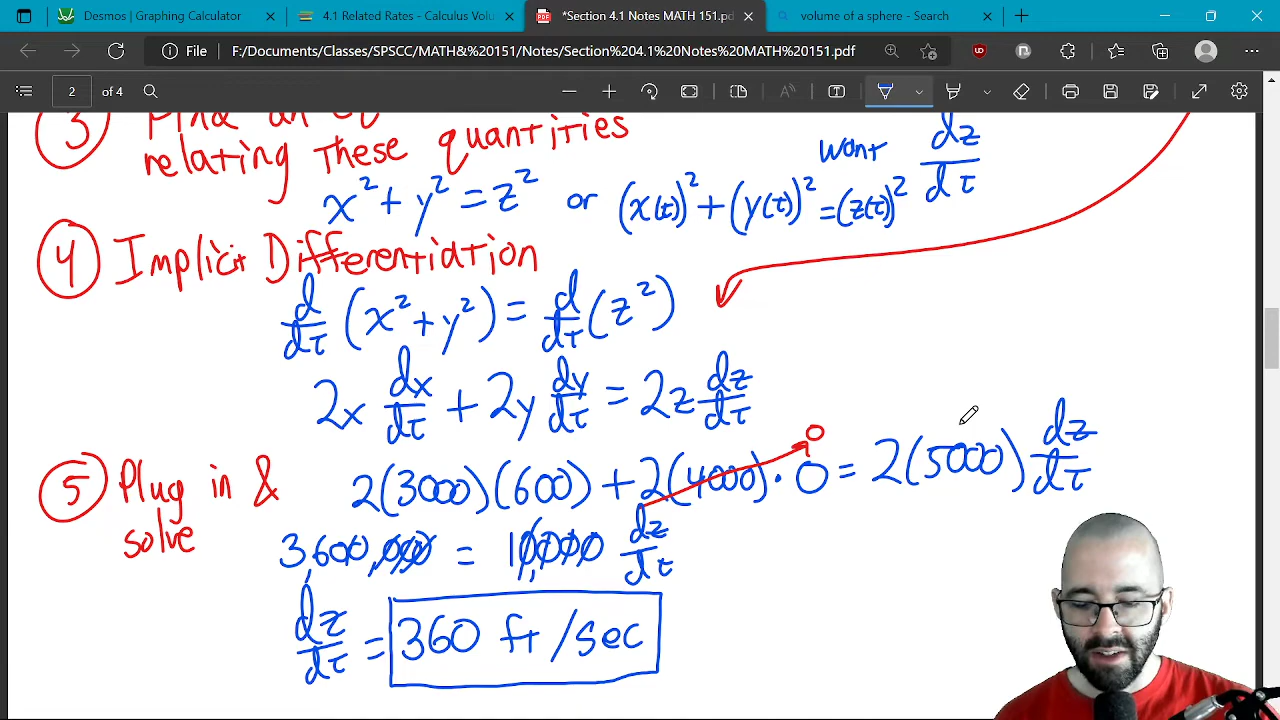 Desmos | Graphing Calculator
4.1 Related Rates - Calculus Volu
*Section 4.1 Notes MATH 151.pd
volume of a sphere - Search
File
F:/Documents/Classes/SPSCC/MATH&%20151/Notes/Section%204.1%20Notes%20MATH%20151.pdf
2 of 4
③ Find an Eq
relating these quantities
want dz/dt
x² + y² = z² or (x(t))² + (y(t))² = (z(t))²
④ Implicit Differentiation
d/dt (x² + y²) = d/dt (z²)
2x dx/dt + 2y dy/dt = 2z dz/dt
⑤ Plug in &
solve
2(3000)(600) + 2(4000) · 0 = 2(5000) dz/dt
0
3,600,000 = 10,000 dz/dt
dz/dt = 360 ft/sec